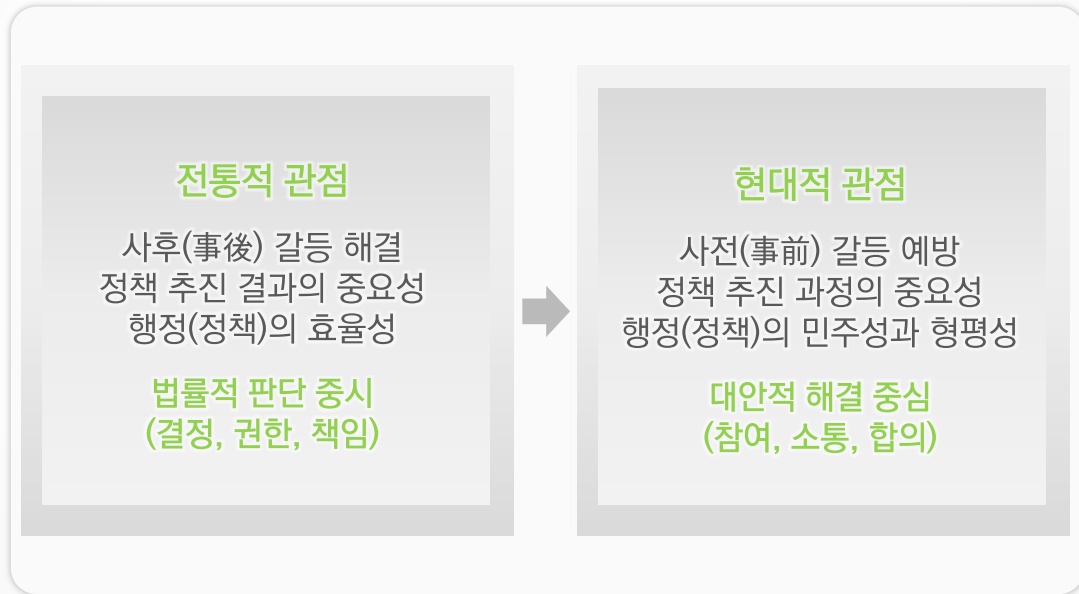 전통적 관점
사후(事後) 갈등 해결
정책 추진 결과의 중요성
행정(정책)의 효율성
법률적 판단 중시
(결정, 권한, 책임)
현대적 관점
사전(事前) 갈등 예방
정책 추진 과정의 중요성
행정(정책)의 민주성과 형평성
대안적 해결 중심
(참여, 소통, 합의)